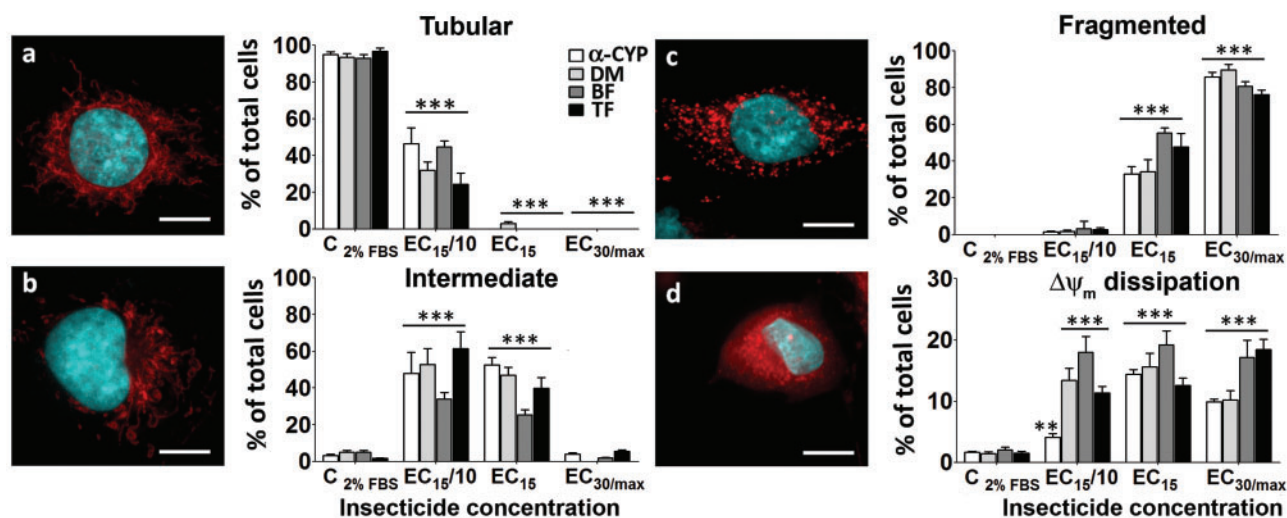 a
Tubular
% of total cells
100
80
60
40
20
0
α-CYP
DM
BF
TF
***
***
***
C 2% FBS EC15/10 EC15 EC30/max
b
Intermediate
% of total cells
100
80
60
40
20
0
***
***
C 2% FBS EC15/10 EC15 EC30/max
Insecticide concentration
c
Fragmented
% of total cells
100
80
60
40
20
0
***
***
C 2% FBS EC15/10 EC15 EC30/max
d
Δψm dissipation
% of total cells
30
20
10
0
**
***
***
***
C 2% FBS EC15/10 EC15 EC30/max
Insecticide concentration